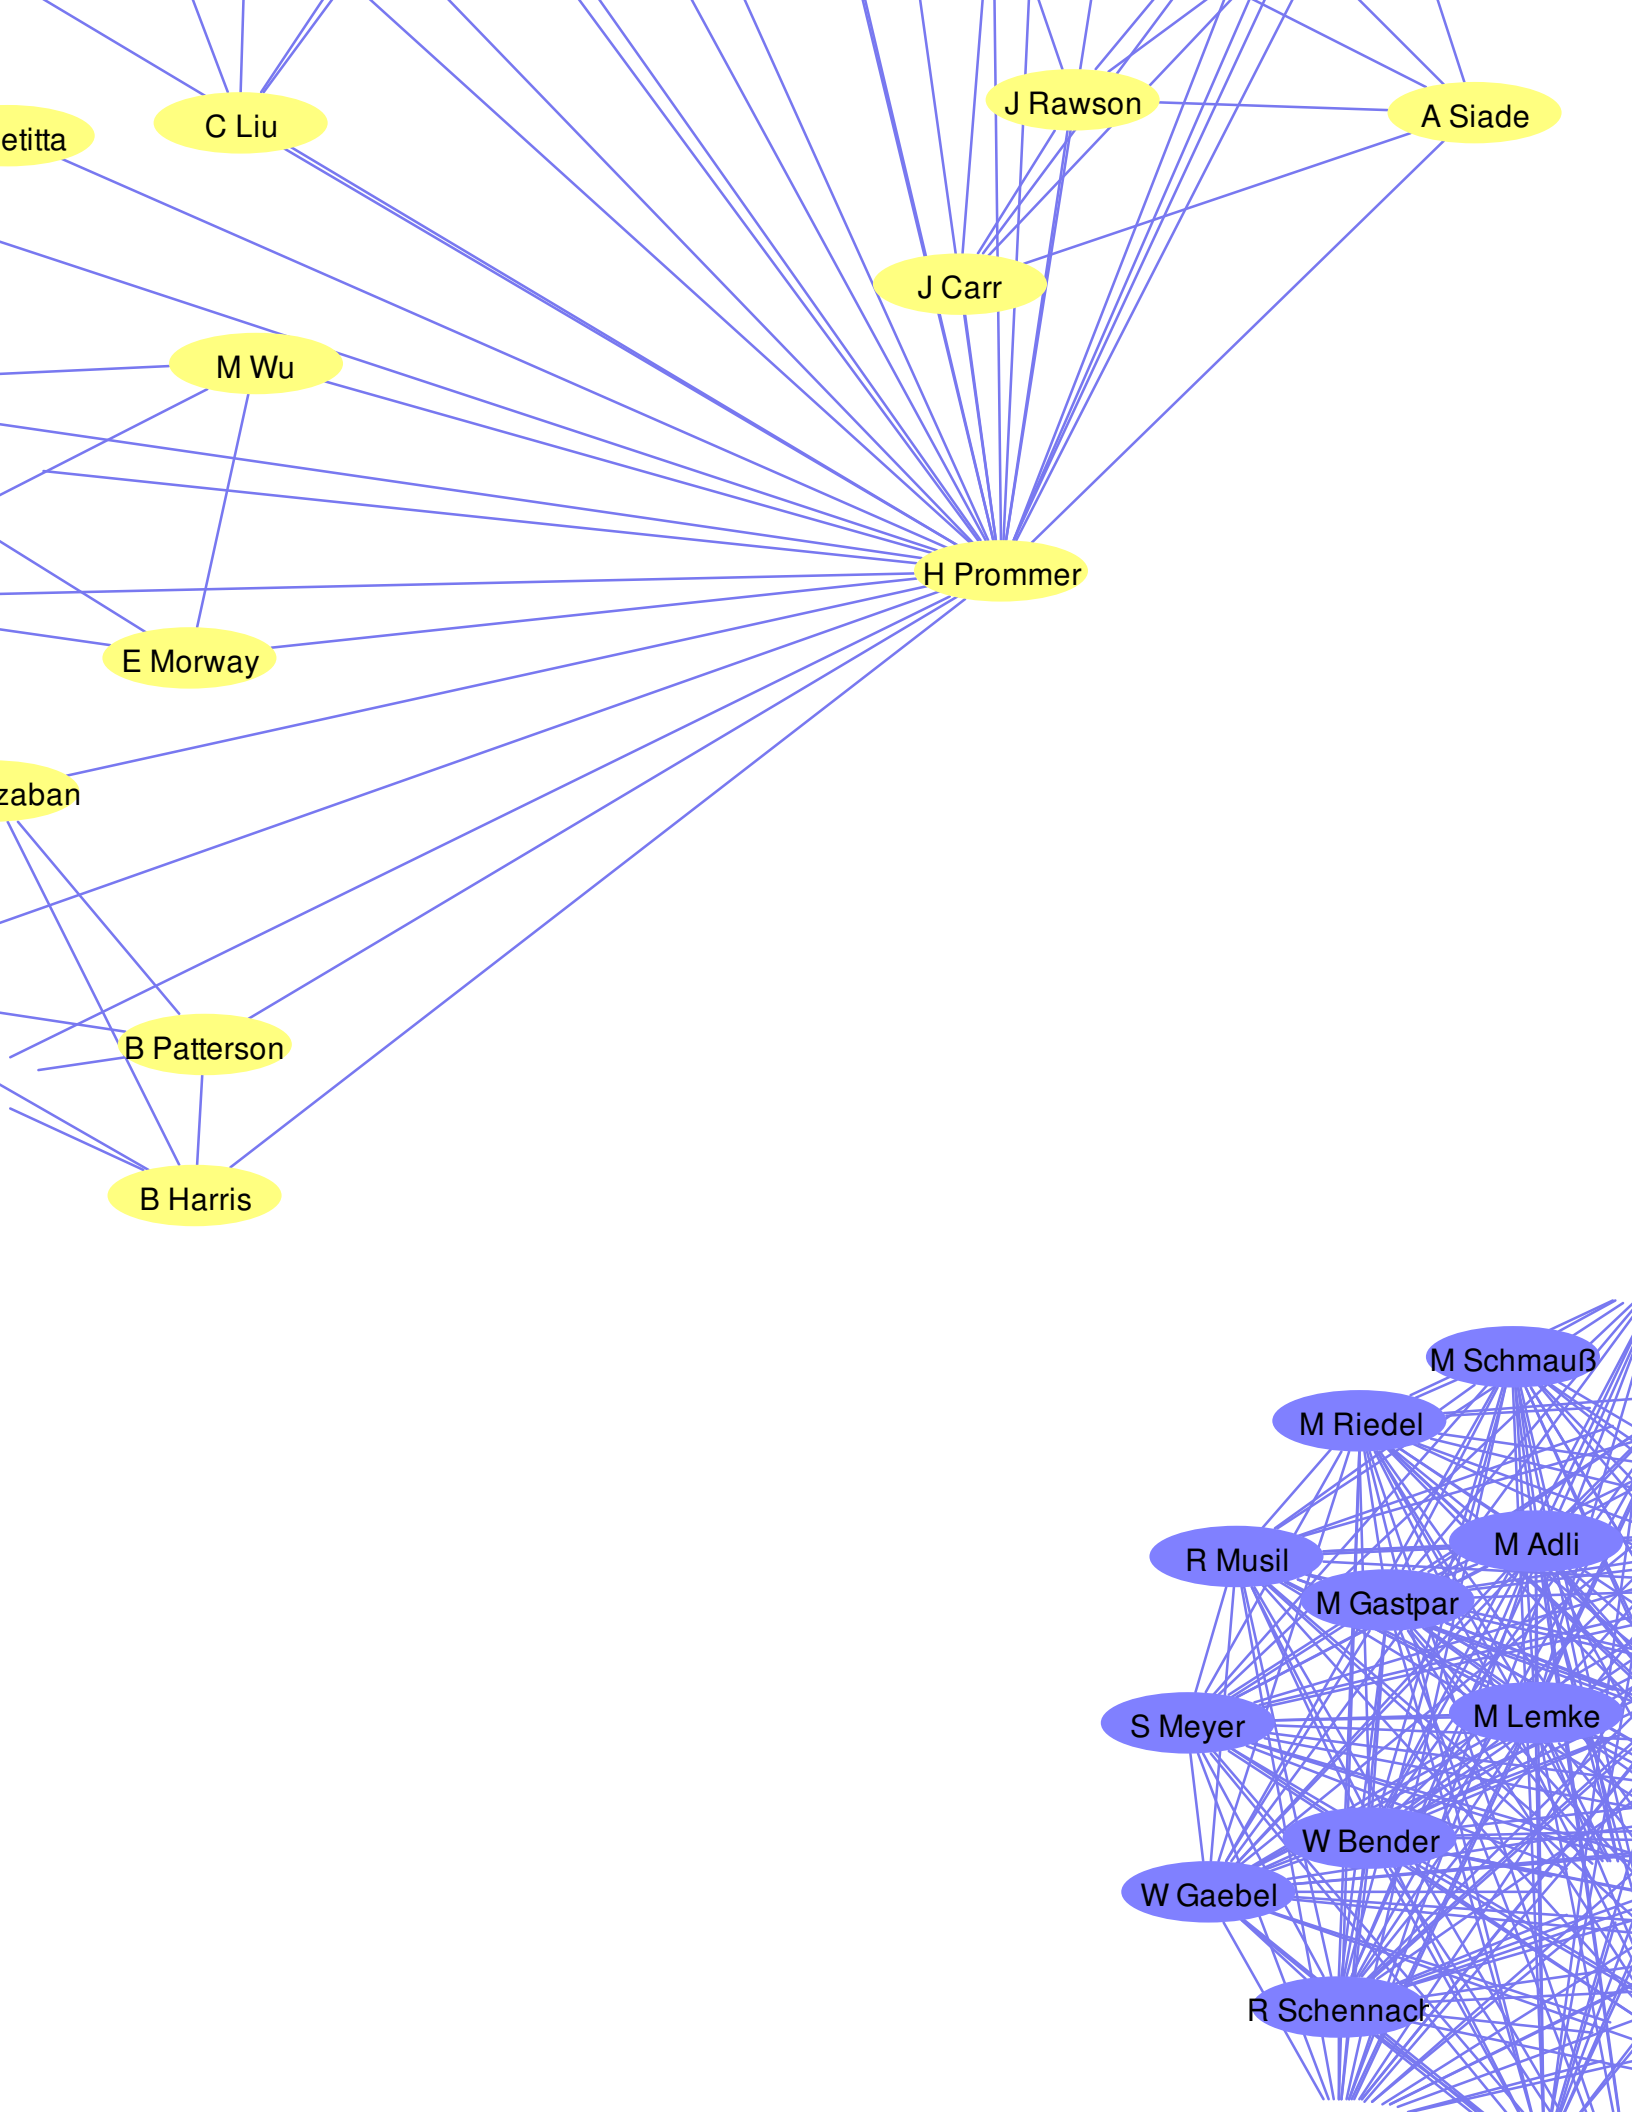 J Rawson
A Siade
C Liu
etitta
J Carr
M Wu
H Prommer
E Morway
zaban
B Patterson
B Harris
M Schmauß
M Riedel
M Adli
R Musil
M Gastpar
M Lemke
S Meyer
W Bender
W Gaebel
R Schennach